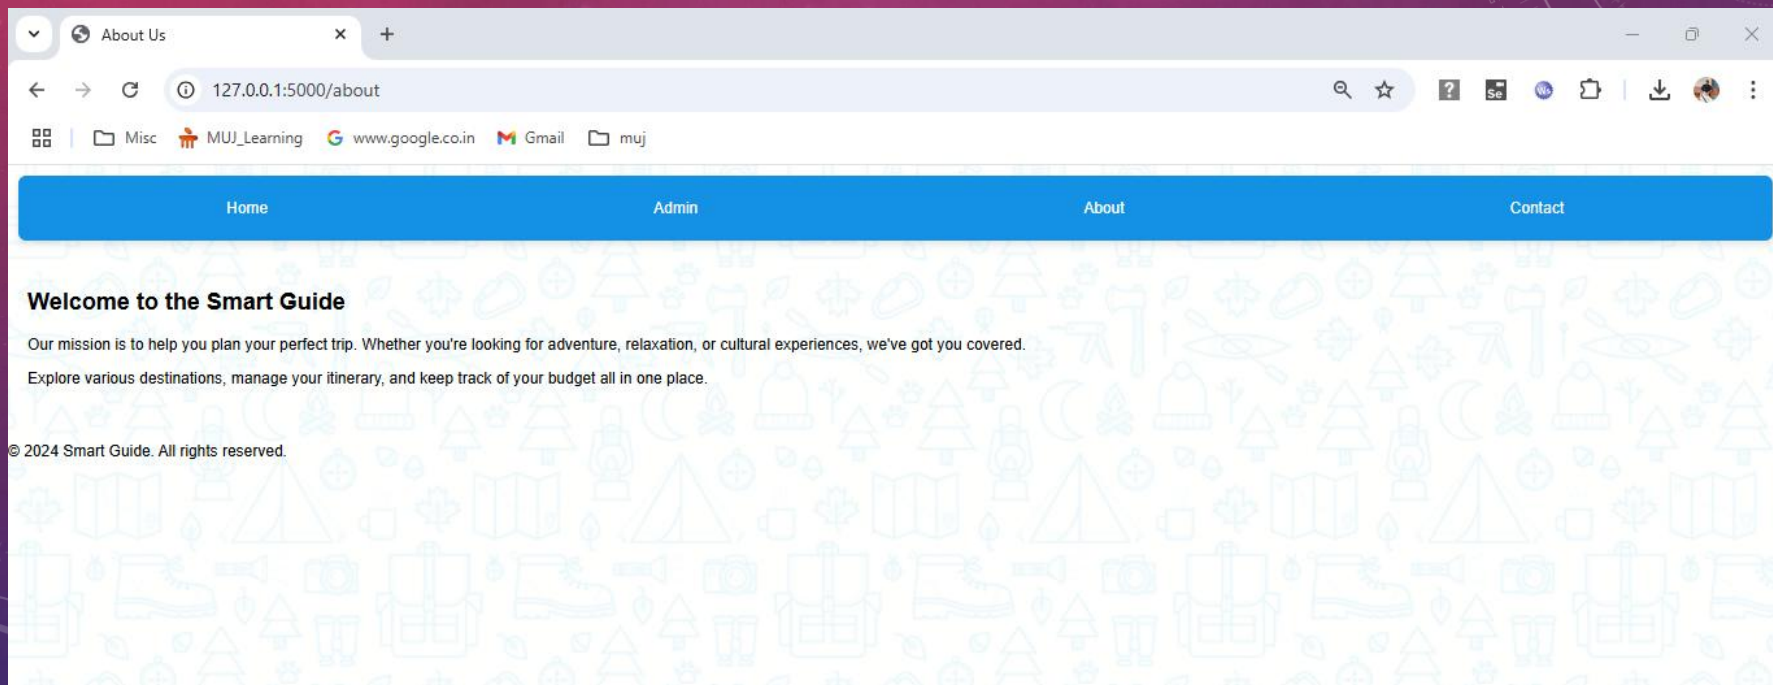 About Us
127.0.0.1:5000/about
Misc MUJ_Learning www.google.co.in Gmail muj
Home Admin About Contact
Welcome to the Smart Guide
Our mission is to help you plan your perfect trip. Whether you're looking for adventure, relaxation, or cultural experiences, we've got you covered.
Explore various destinations, manage your itinerary, and keep track of your budget all in one place.
© 2024 Smart Guide. All rights reserved.